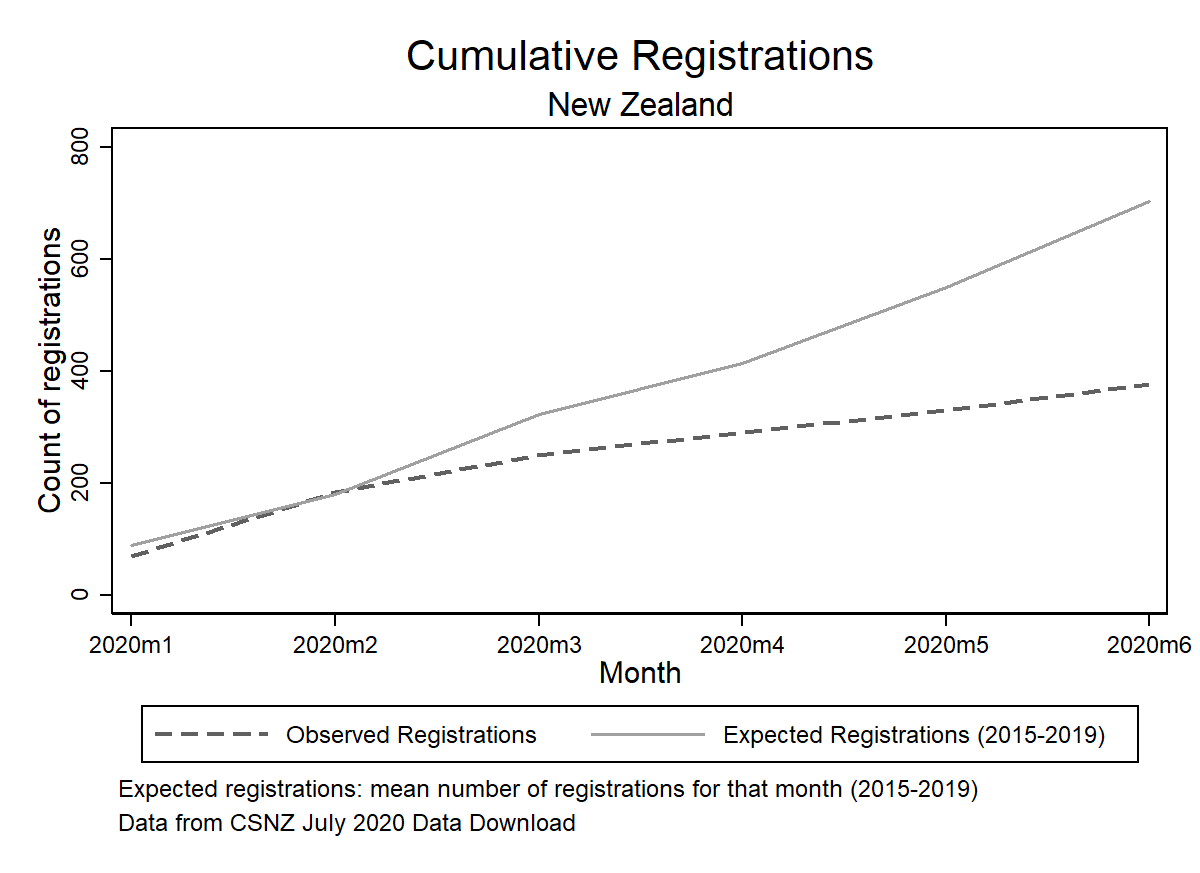 Cumulative Registrations
New Zealand
Count of registrations
800
600
400
200
0
2020m1 2020m2 2020m3 2020m4 2020m5 2020m6
Month
Observed Registrations Expected Registrations (2015-2019)
Expected registrations: mean number of registrations for that month (2015-2019)
Data from CSNZ July 2020 Data Download